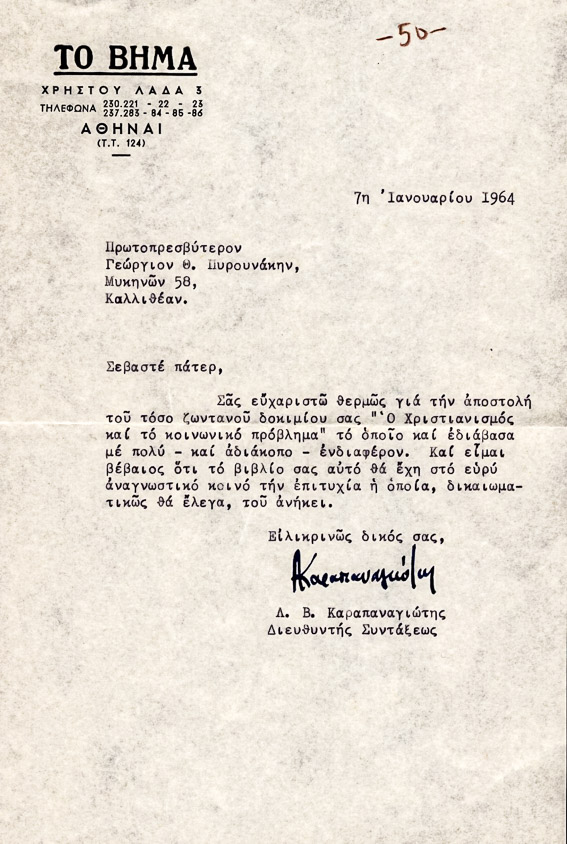 -50-
ΤΟ ΒΗΜΑ
ΧΡΗΣΤΟΥ ΛΑΔΑ 3
ΤΗΛΕΦΩΝΑ 230.221 - 22 - 23
237.283 - 84 - 85 - 86
ΑΘΗΝΑΙ
(Τ.Τ. 124)
7η Ἰανουαρίου 1964
Πρωτοπρεσβύτερον
Γεώργιον Θ. Πυρουνάκην,
Μυκηνῶν 58,
Καλλιθέαν.
Σεβαστέ πάτερ,
Σᾶς εὐχαριστῶ θερμῶς γιά τήν ἀποστολή
τοῦ τόσο ζωντανοῦ δοκιμίου σας "Ὁ Χριστιανισμός
καί τό κοινωνικό πρόβλημα" τό ὁποῖο καί ἐδιάβασα
μέ πολύ - καί ἀδιάκοπο - ἐνδιαφέρον. Καί εἶμαι
βέβαιος ὅτι τό βιβλίο σας αὐτό θά ἔχη στό εὐρύ
ἀναγνωστικό κοινό τήν ἐπιτυχία ἡ ὁποία, δικαιωμα-
τικῶς θά ἔλεγα, τοῦ ἀνήκει.
Εἰλικρινῶς δικός σας,
ΛΚαραπαναγιώτης
Λ. Β. Καραπαναγιώτης
Διευθυντής Συντάξεως